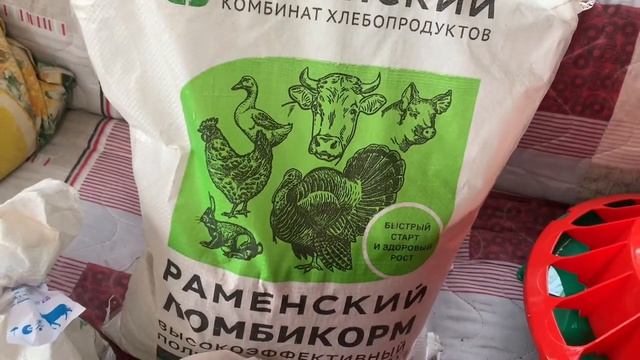 КОМБИНАТ ХЛЕБОПРОДУКТОВ
БЫСТРЫЙ
СТАРТ
И ЗДОРОВЫЙ
РОСТ
РАМЕНСКИЙ
КОМБИКОРМ
ВЫСОКОЭФФЕКТИВНЫЙ